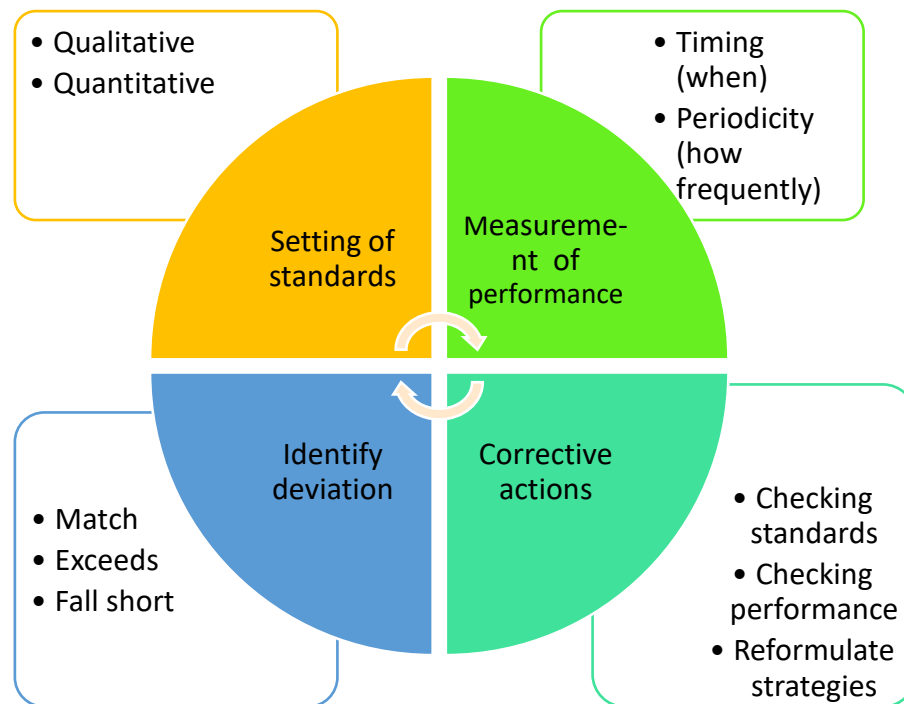 • Qualitative
• Quantitative
• Timing
(when)
• Periodicity
(how
frequently)
Setting of
standards
Measureme-
nt of
performance
Identify
deviation
Corrective
actions
• Match
• Exceeds
• Fall short
• Checking
standards
• Checking
performance
• Reformulate
strategies